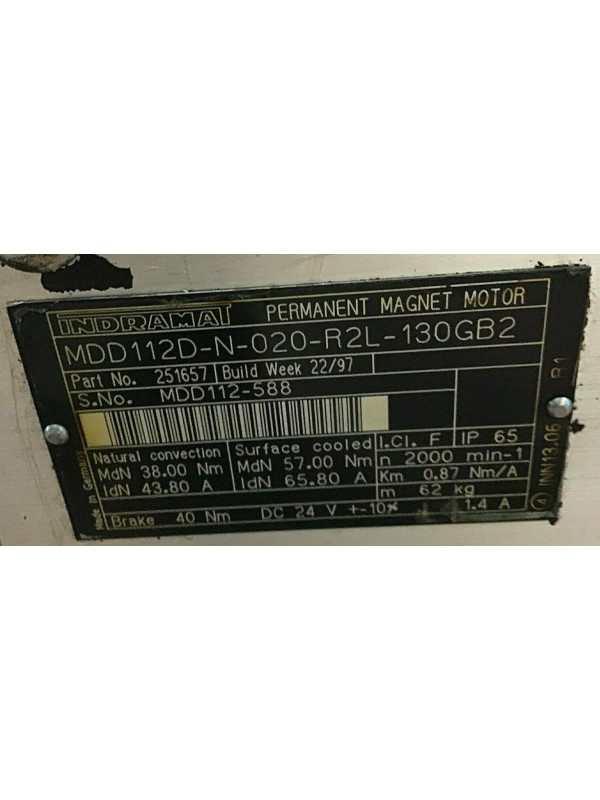 INDRAMAT PERMANENT MAGNET MOTOR
MDD112D-N-020-R2L-130GB2
Part No. 251657 Build Week 22/97
S.No. MDD112-588
R1
Natural convection
MdN 38.00 Nm
IdN 43.80 A
Surface cooled
MdN 57.00 Nm
IdN 65.80 A
I.Cl. F IP 65
n 2000 min-1
Km 0.87 Nm/A
m 62 kg
Brake 40 Nm DC 24 V +-10% 1.4 A
Made in Germany
4 INN13.06